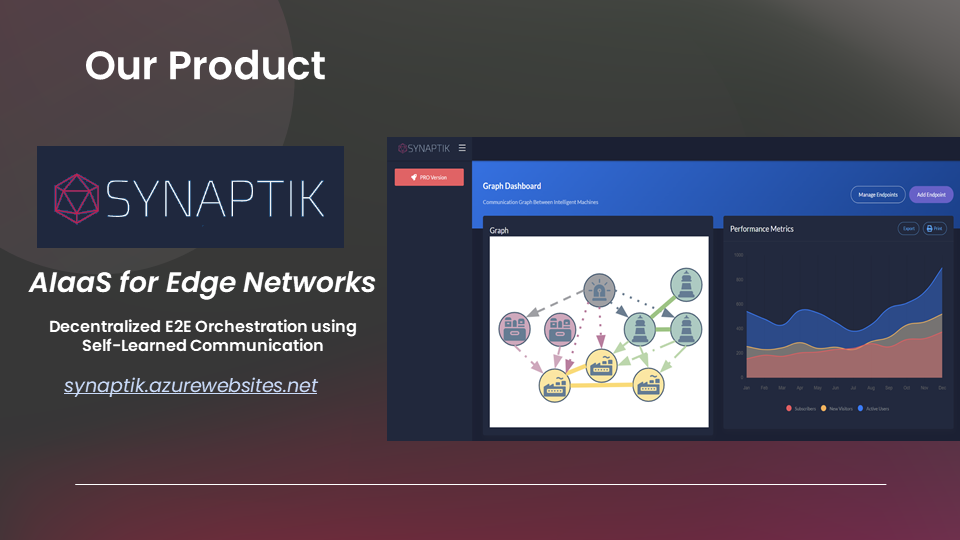 Our Product
SYNAPTIK
AIaaS for Edge Networks
Decentralized E2E Orchestration using
Self-Learned Communication
synaptik.azurewebsites.net
SYNAPTIK
PRO Version
Graph Dashboard
Communication Graph Between Intelligent Machines
Manage Endpoints
Add Endpoint
Graph
Performance Metrics
Export
Print
1000
800
600
400
200
0
Jan Feb Mar Apr May Jun Jul Aug Sep Oct Nov Dec
Subscribers New Visitors Active Users